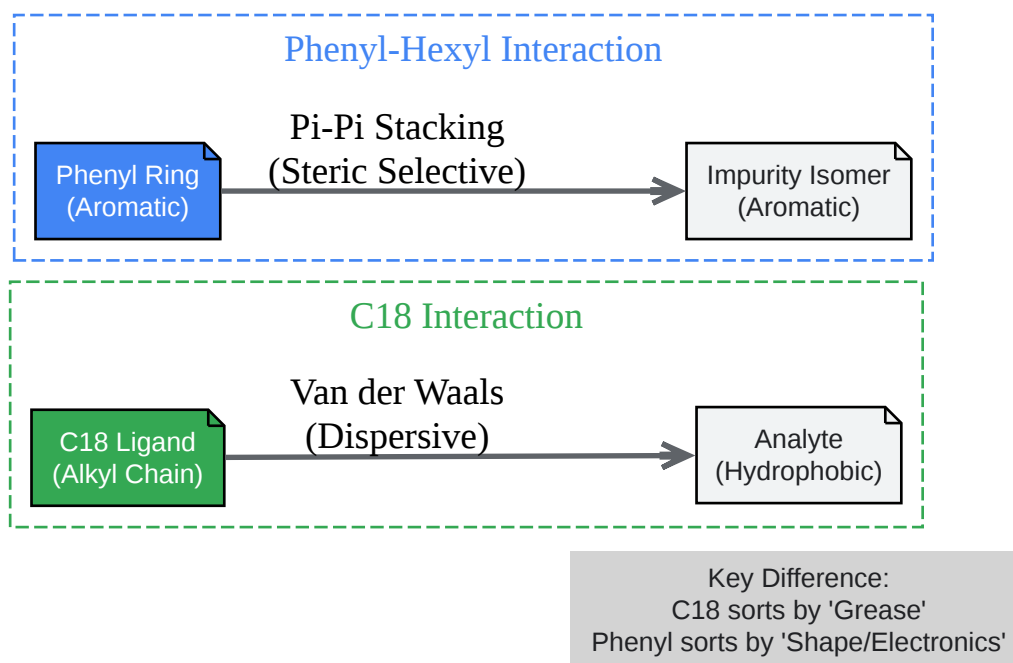 Phenyl-Hexyl Interaction
Pi-Pi Stacking
(Steric Selective)
Phenyl Ring
(Aromatic)
Impurity Isomer
(Aromatic)
C18 Interaction
Van der Waals
(Dispersive)
C18 Ligand
(Alkyl Chain)
Analyte
(Hydrophobic)
Key Difference:
C18 sorts by 'Grease'
Phenyl sorts by 'Shape/Electronics'